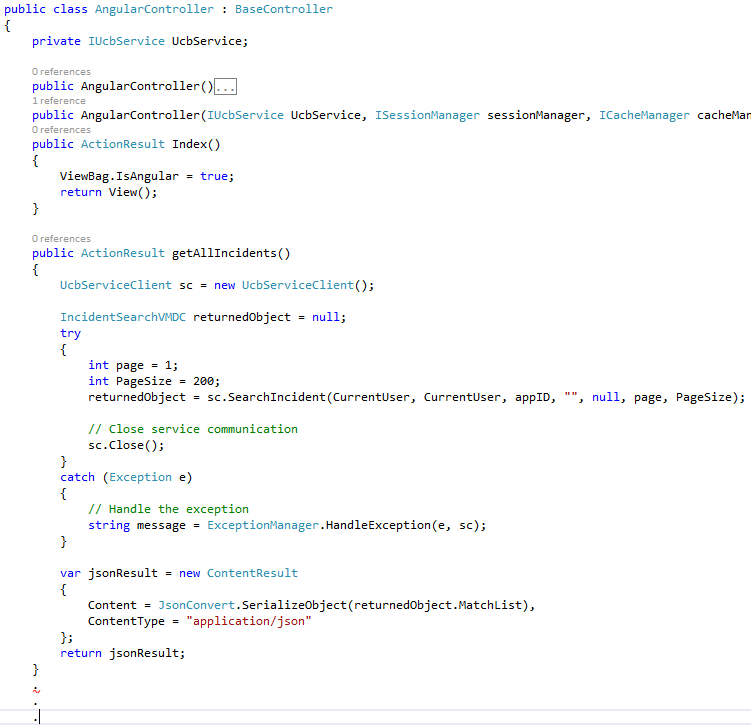 public class AngularController : BaseController
{
private IUcbService UcbService;
0 references
public AngularController()...
1 reference
public AngularController(IUcbService UcbService, ISessionManager sessionManager, ICacheManager cacheMan
0 references
public ActionResult Index()
{
ViewBag.IsAngular = true;
return View();
}
0 references
public ActionResult getAllIncidents()
{
UcbServiceClient sc = new UcbServiceClient();
IncidentSearchVMDC returnedObject = null;
try
{
int page = 1;
int PageSize = 200;
returnedObject = sc.SearchIncident(CurrentUser, CurrentUser, appID, "", null, page, PageSize);
// Close service communication
sc.Close();
}
catch (Exception e)
{
// Handle the exception
string message = ExceptionManager.HandleException(e, sc);
}
var jsonResult = new ContentResult
{
Content = JsonConvert.SerializeObject(returnedObject.MatchList),
ContentType = "application/json"
};
return jsonResult;
}
.
.
.